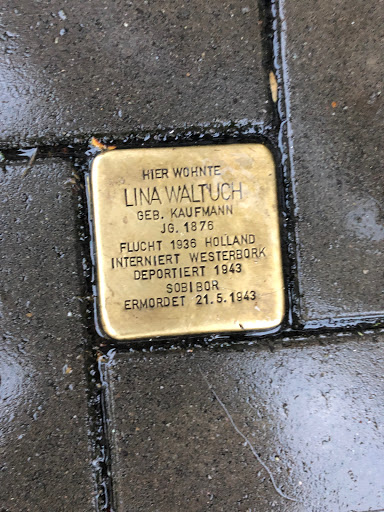 HIER WOHNTE
LINA WALTUCH
GEB. KAUFMANN
JG. 1876
FLUCHT 1936 HOLLAND
INTERNIERT WESTERBORK
DEPORTIERT 1943
SOBIBOR
ERMORDET 21.5.1943